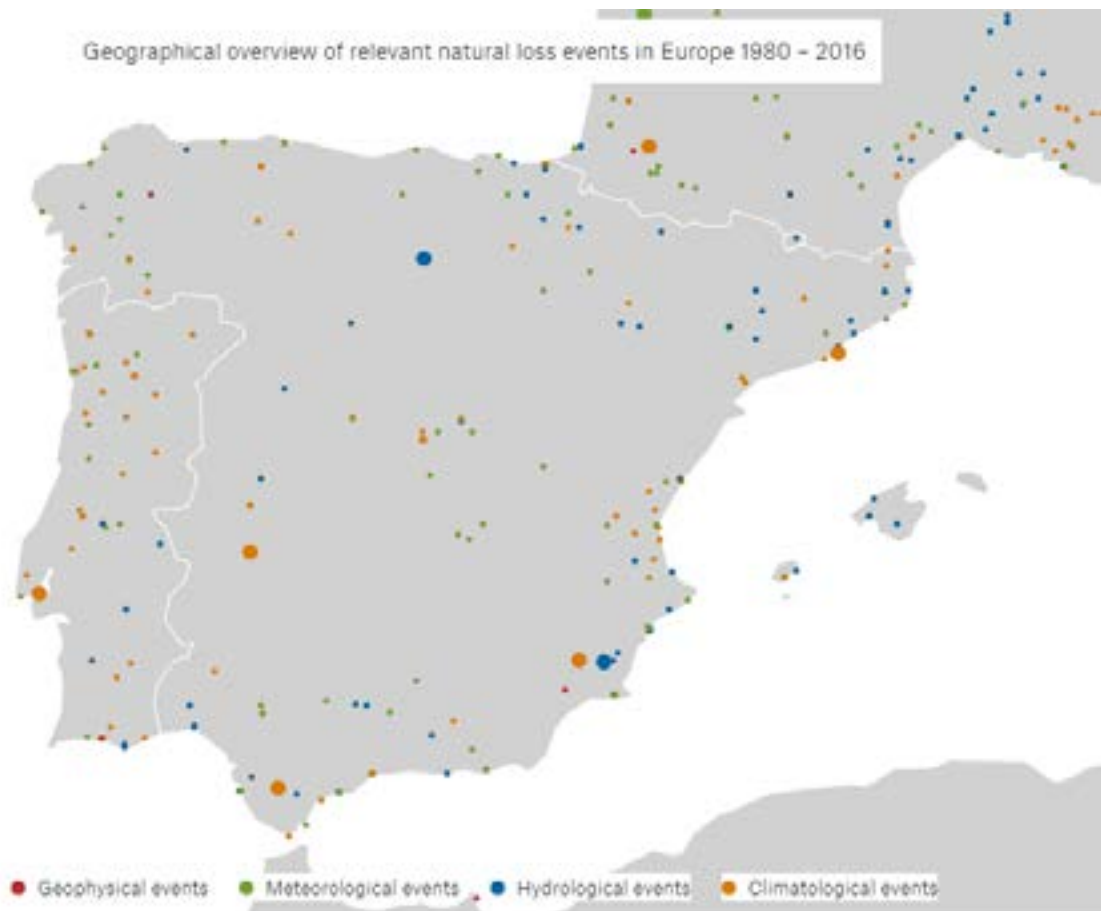 Geographical overview of relevant natural loss events in Europe 1980 – 2016
Geophysical events Meteorological events Hydrological events Climatological events